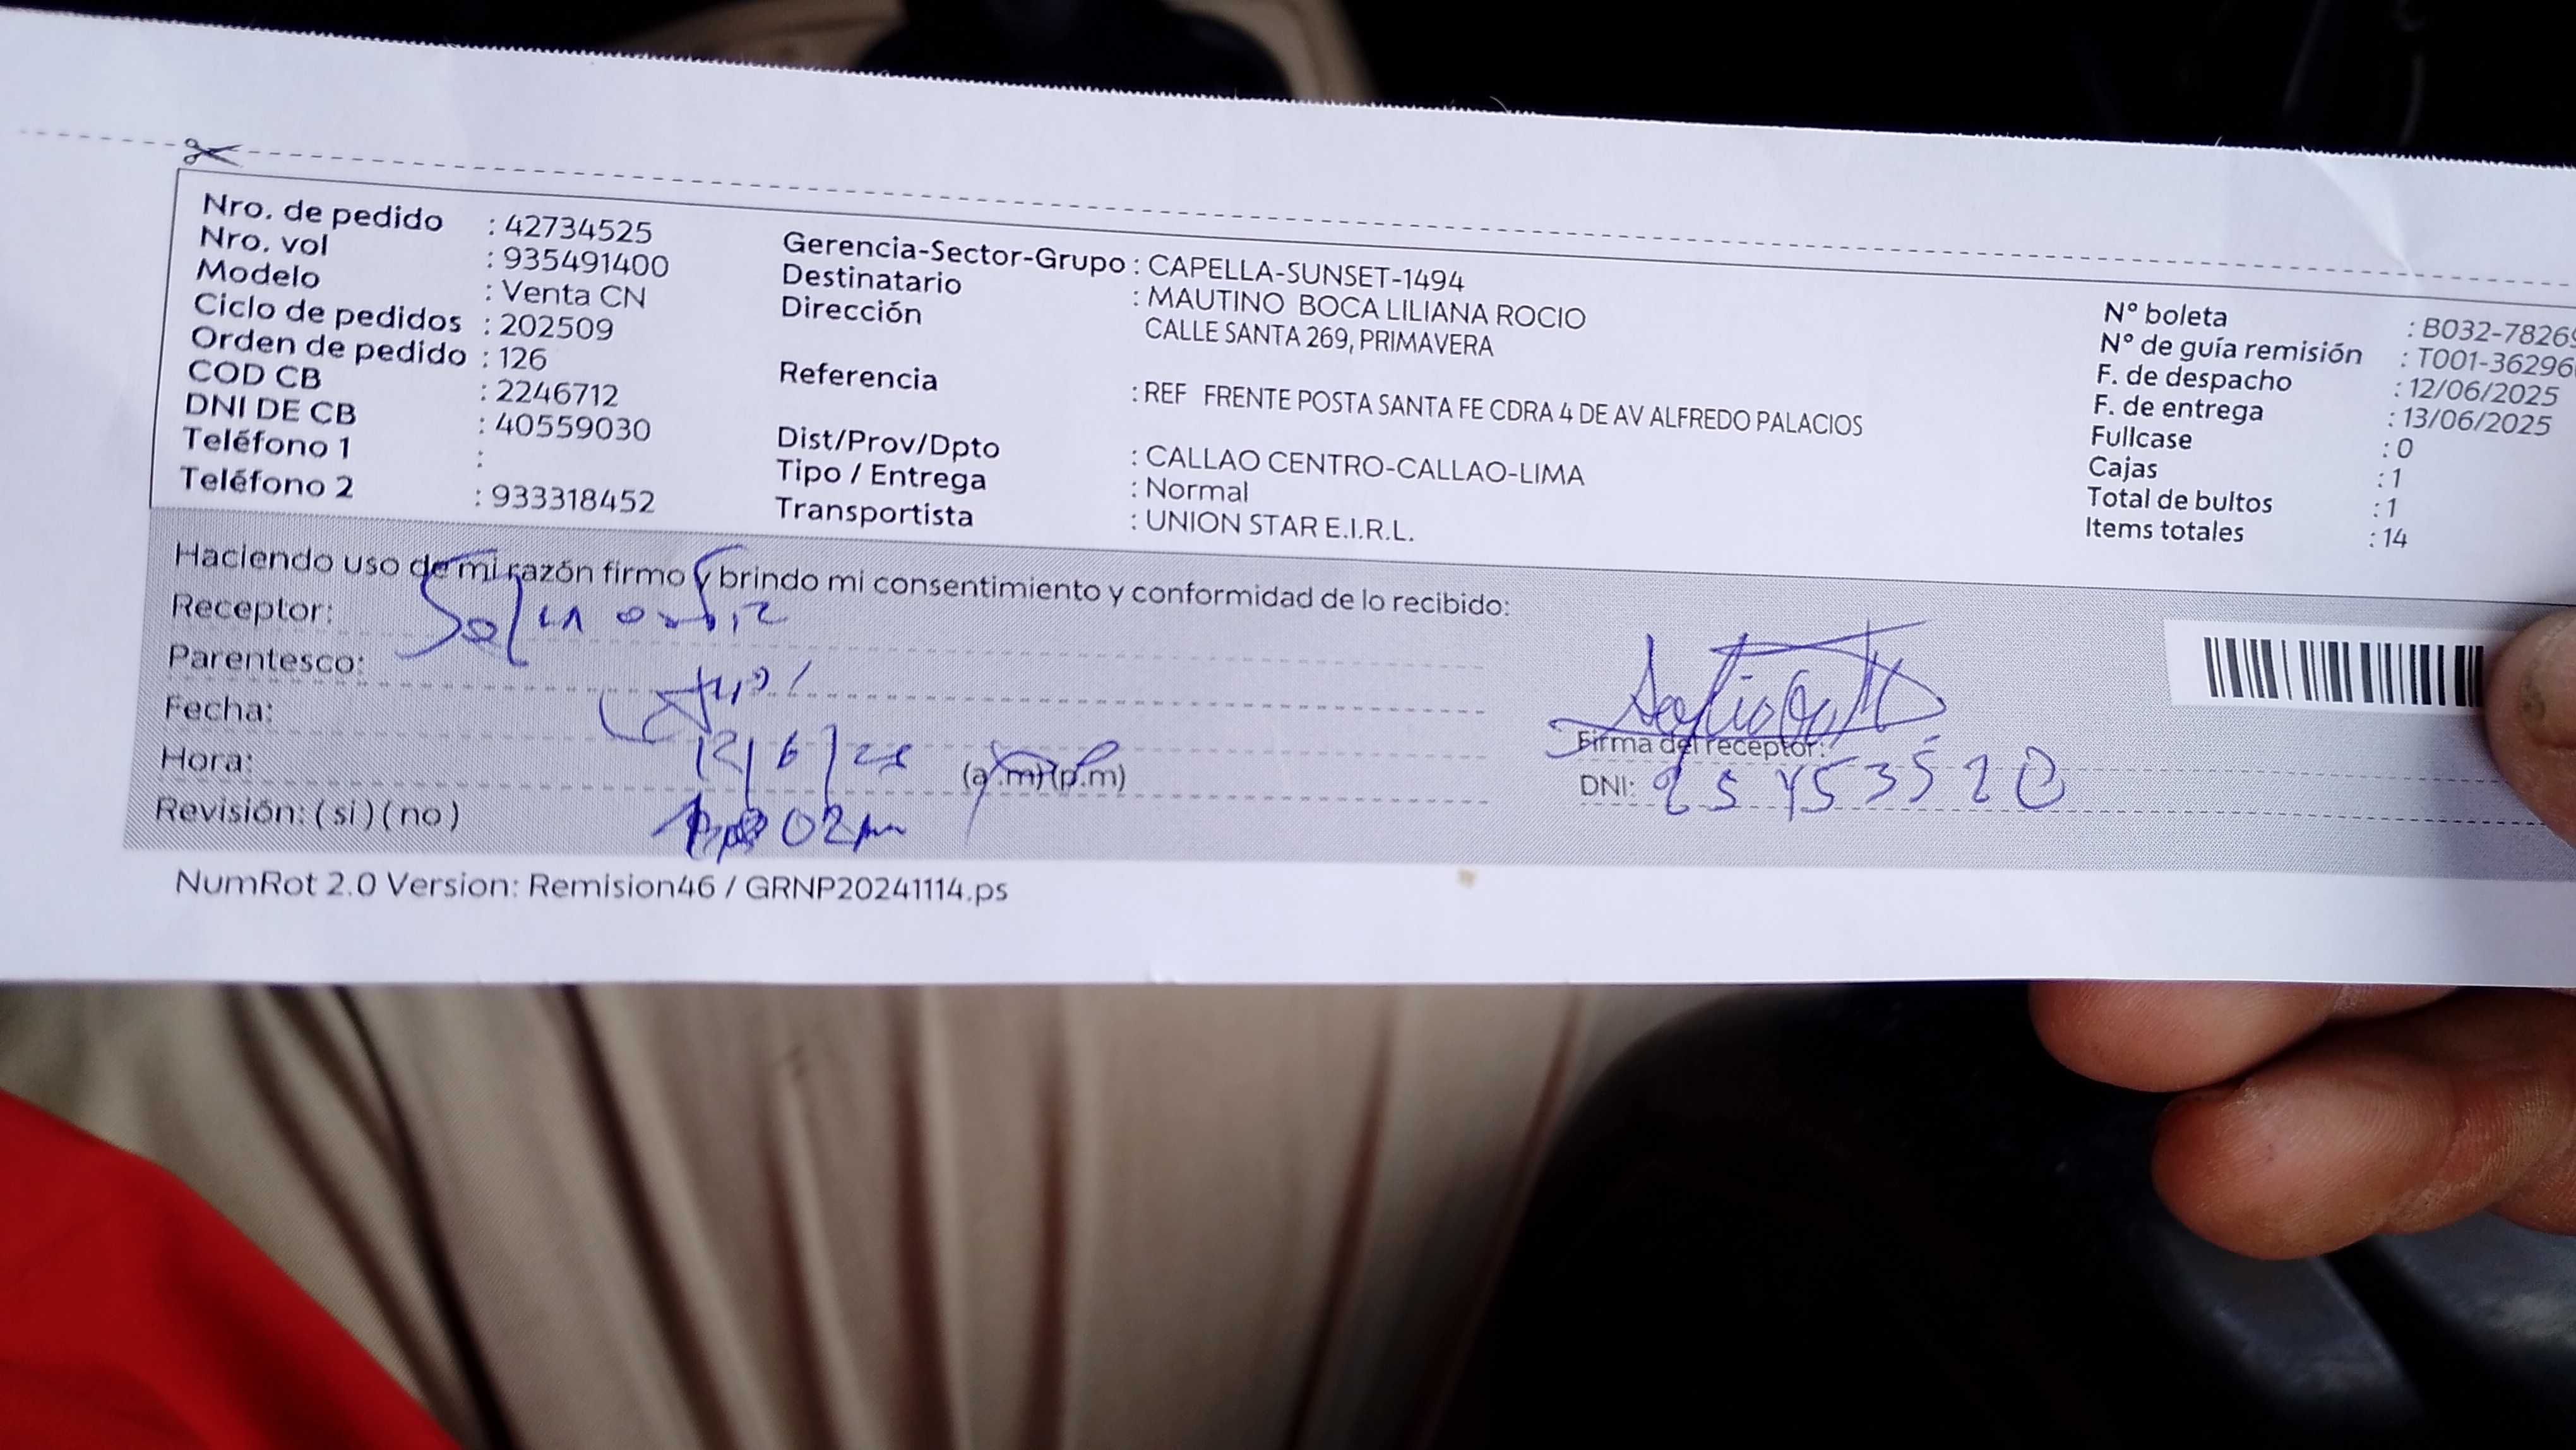 Nro. de pedido : 42734525
Nro. vol : 935491400
Modelo : Venta CN
Ciclo de pedidos : 202509
Orden de pedido : 126
COD CB : 2246712
DNI DE CB : 40559030
Teléfono 1 :
Teléfono 2 : 933318452
Gerencia-Sector-Grupo : CAPELLA-SUNSET-1494
Destinatario : MAUTINO BOCA LILIANA ROCIO
Dirección CALLE SANTA 269, PRIMAVERA
Referencia : REF FRENTE POSTA SANTA FE CDRA 4 DE AV ALFREDO PALACIOS
Dist/Prov/Dpto : CALLAO CENTRO-CALLAO-LIMA
Tipo / Entrega : Normal
Transportista : UNION STAR E.I.R.L.
N° boleta : B032-78269
N° de guía remisión : T001-36296
F. de despacho : 12/06/2025
F. de entrega : 13/06/2025
Fullcase : 0
Cajas : 1
Total de bultos : 1
Items totales : 14
Haciendo uso de mi razón firmo y brindo mi consentimiento y conformidad de lo recibido:
Receptor:
Parentesco:
Fecha:
Hora: (a.m)(p.m)
Revisión: ( si ) ( no )
Firma del receptor:
DNI:
NumRot 2.0 Version: Remision46 / GRNP20241114.ps